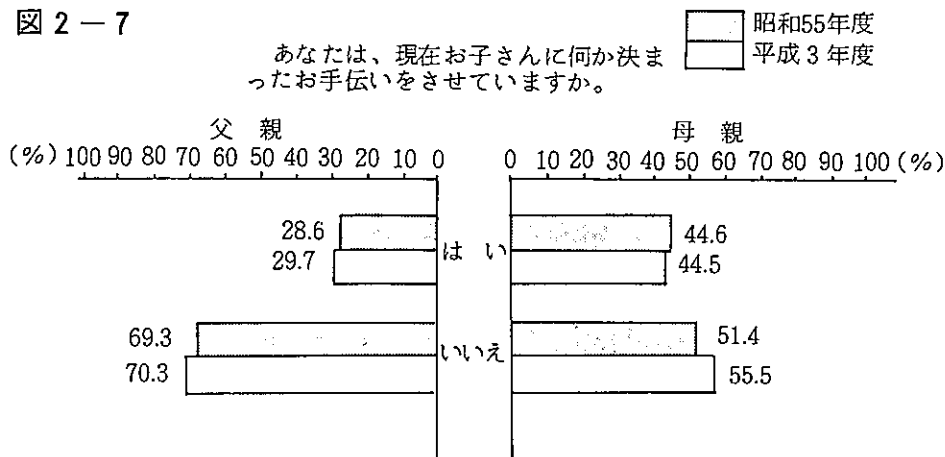 図2−7
昭和55年度
平成3年度
あなたは、現在お子さんに何か決ま
ったお手伝いをさせていますか。
父親 母親
(%) 100 90 80 70 60 50 40 30 20 10 0 0 10 20 30 40 50 60 70 80 90 100 (%)
28.6 はい 44.6
29.7 44.5
69.3 いいえ 51.4
70.3 55.5